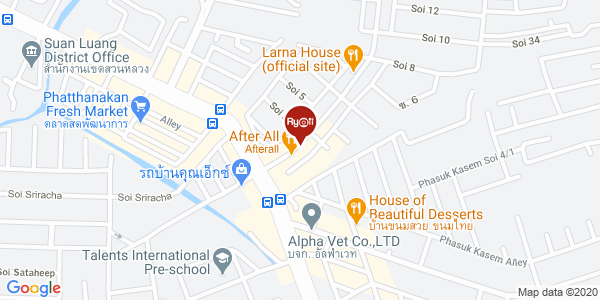 Soi 12
Soi 10
Soi 34
Suan Luang
District Office
สำนักงานเขตสวนหลวง
Larna House
(official site)
Soi 8
Soi 5
ซ. 6
Phatthanakan
Fresh Market
ตลาดสดพัฒนาการ
Alley
Soi
Ryoii
After All
Afterall
รถบ้านคุณเอ็กซ์
Phasuk Kasem Soi 4/1
Soi Sriracha
Soi Sriracha
House of
Beautiful Desserts
บ้านขนมสวย ขนมไทย
Alpha Vet Co.,LTD
บจก. อัลฟ่าเวท
Phasuk Kasem Alley
Talents International
Pre-school
Soi Sataheep
Google
Map data ©2020